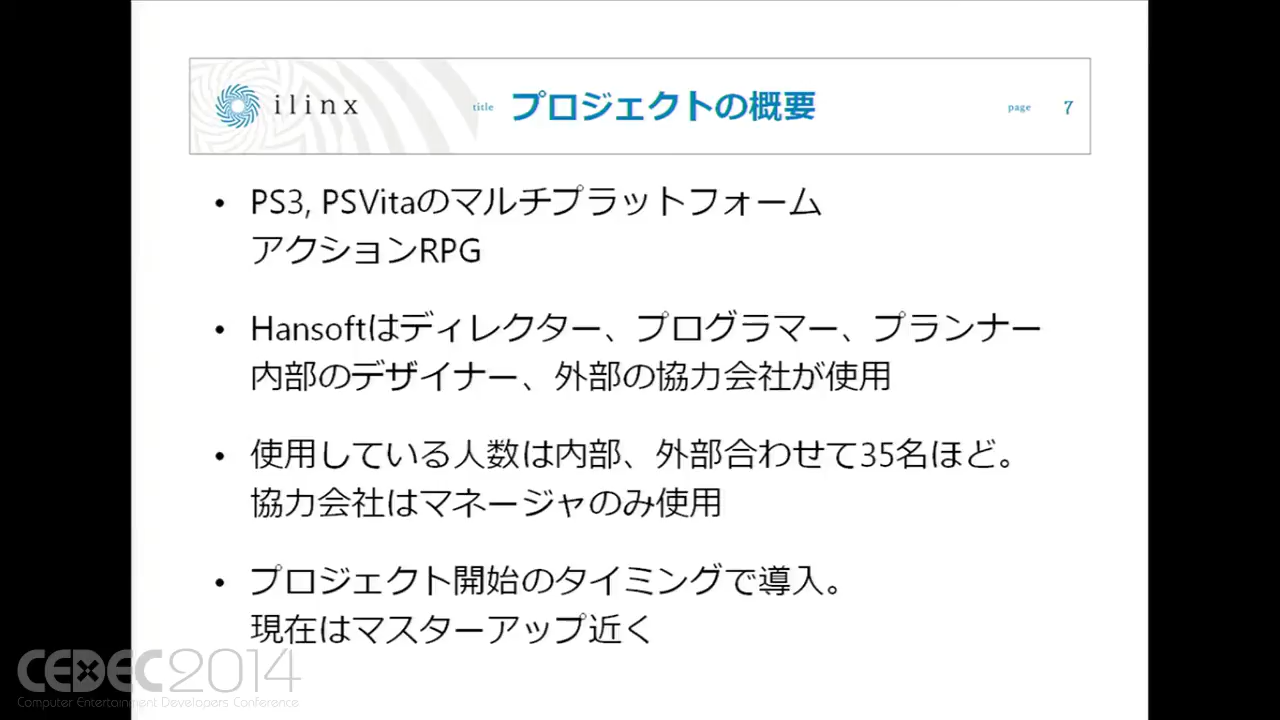 ilinx
title プロジェクトの概要 page 7
• PS3, PSVitaのマルチプラットフォーム
アクションRPG
• Hansoftはディレクター、プログラマー、プランナー
内部のデザイナー、外部の協力会社が使用
• 使用している人数は内部、外部合わせて35名ほど。
協力会社はマネージャのみ使用
• プロジェクト開始のタイミングで導入。
現在はマスターアップ近く
CEDEC2014
Computer Entertainment Developers Conference